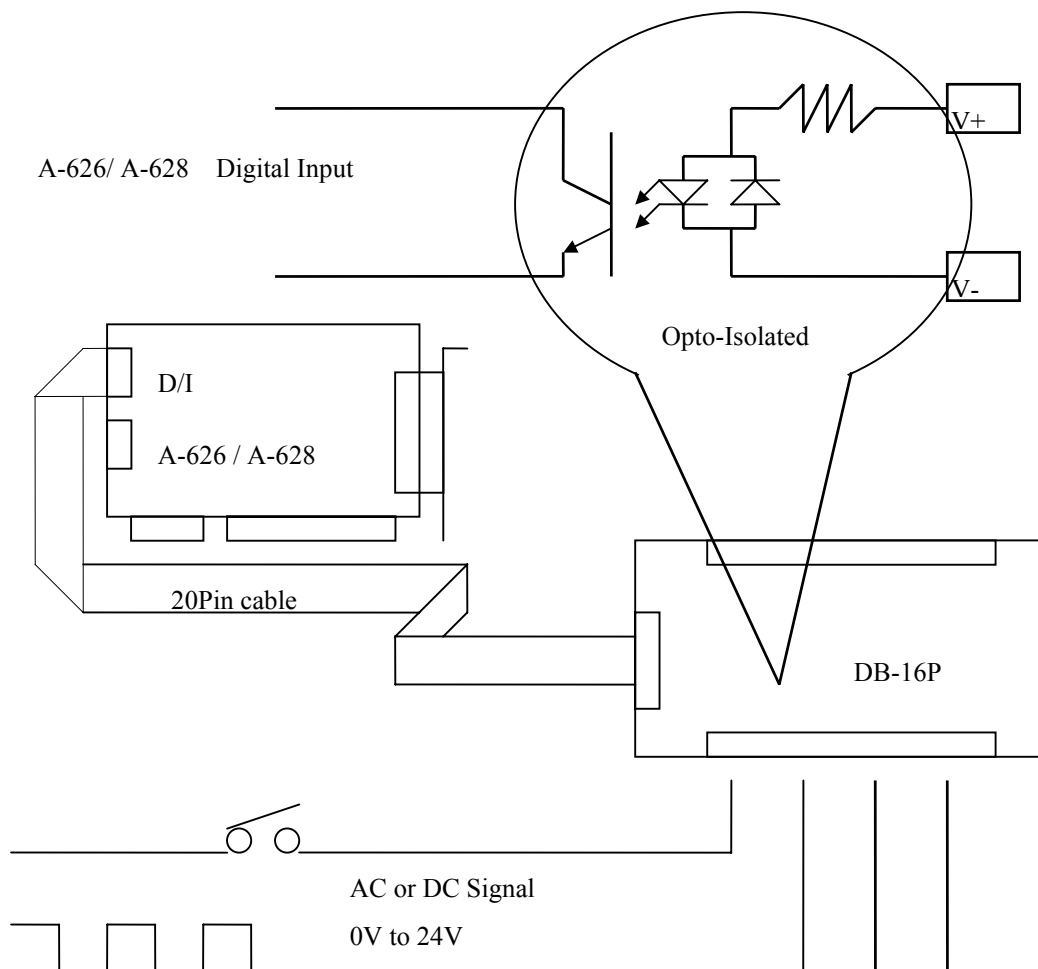 V+
A-626/ A-628 Digital Input
V-
Opto-Isolated
D/I
A-626 / A-628
20Pin cable
DB-16P
AC or DC Signal
0V to 24V